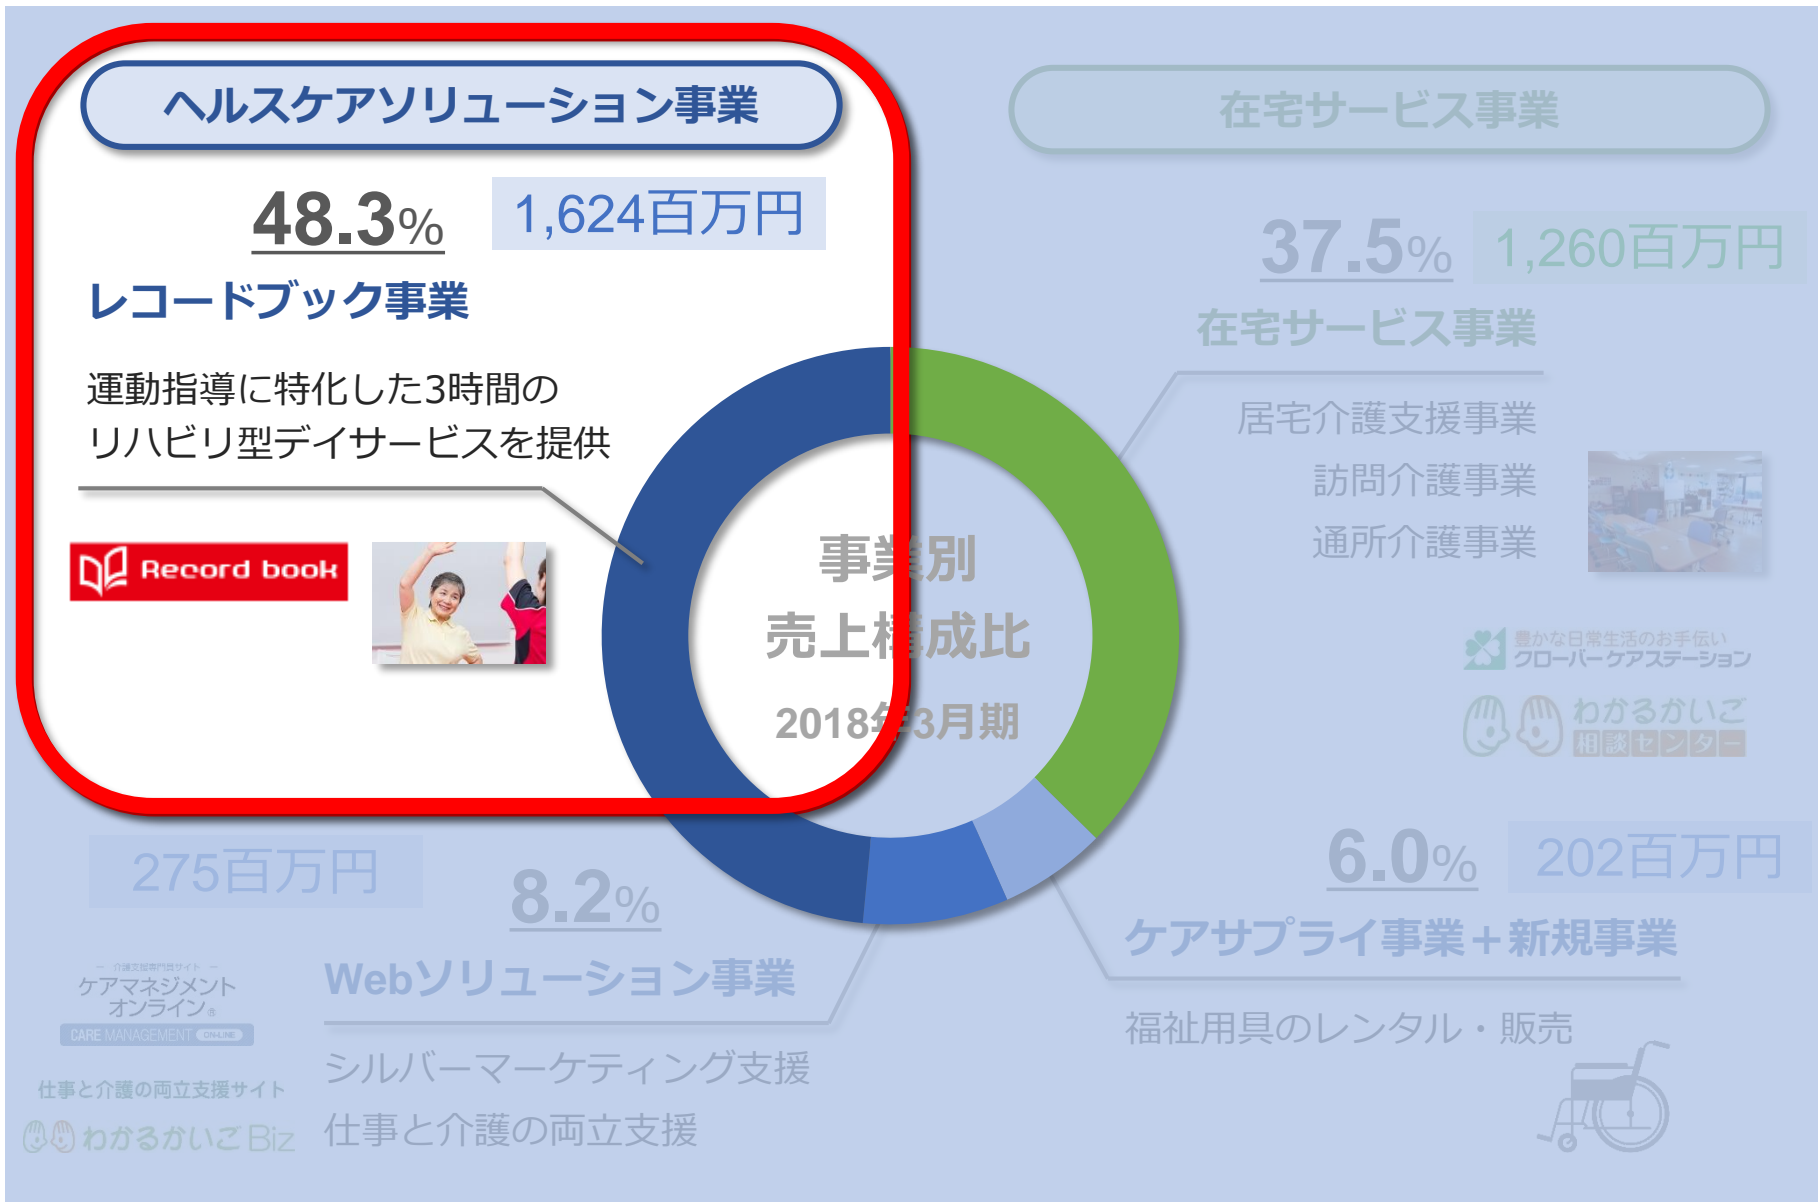 ヘルスケアソリューション事業
48.3%
1,624百万円
レコードブック事業
運動指導に特化した3時間の
リハビリ型デイサービスを提供
Record book
在宅サービス事業
37.5%
1,260百万円
在宅サービス事業
居宅介護支援事業
訪問介護事業
通所介護事業
豊かな日常生活のお手伝い
クローバーケアステーション
わかるかいご
相談センター
事業別
売上構成比
2018年3月期
275百万円
8.2%
Webソリューション事業
シルバーマーケティング支援
仕事と介護の両立支援
介護支援専門員サイト
ケアマネジメント
オンライン®
CARE MANAGEMENT ON-LINE
仕事と介護の両立支援サイト
わかるかいごBiz
6.0%
202百万円
ケアサプライ事業＋新規事業
福祉用具のレンタル・販売